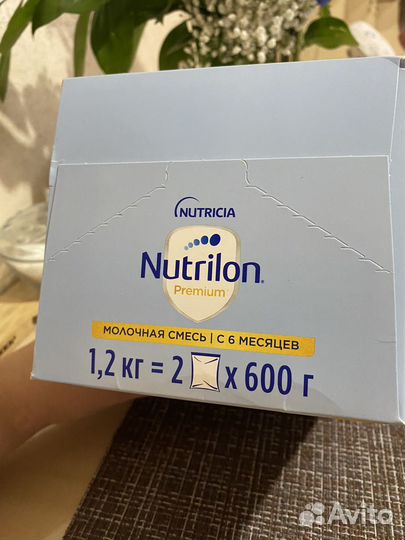 NUTRICIA
Nutrilon®
Premium
МОЛОЧНАЯ СМЕСЬ | С 6 МЕСЯЦЕВ
1,2 кг = 2 x 600 г
Avito